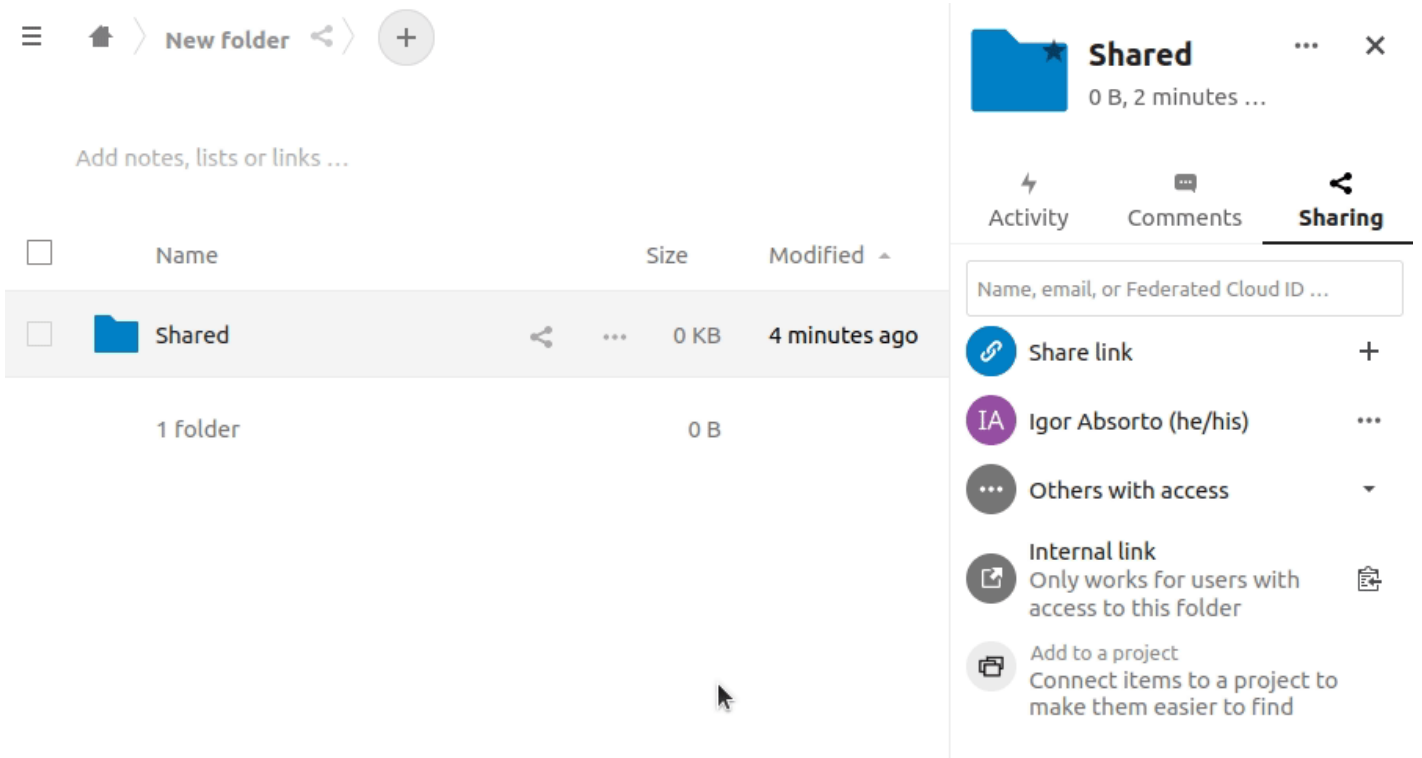 New folder
Add notes, lists or links ...
Name Size Modified
Shared 0 KB 4 minutes ago
1 folder 0 B
Shared
0 B, 2 minutes ...
Activity Comments Sharing
Name, email, or Federated Cloud ID ...
Share link
IA Igor Absorto (he/his)
Others with access
Internal link
Only works for users with
access to this folder
Add to a project
Connect items to a project to
make them easier to find